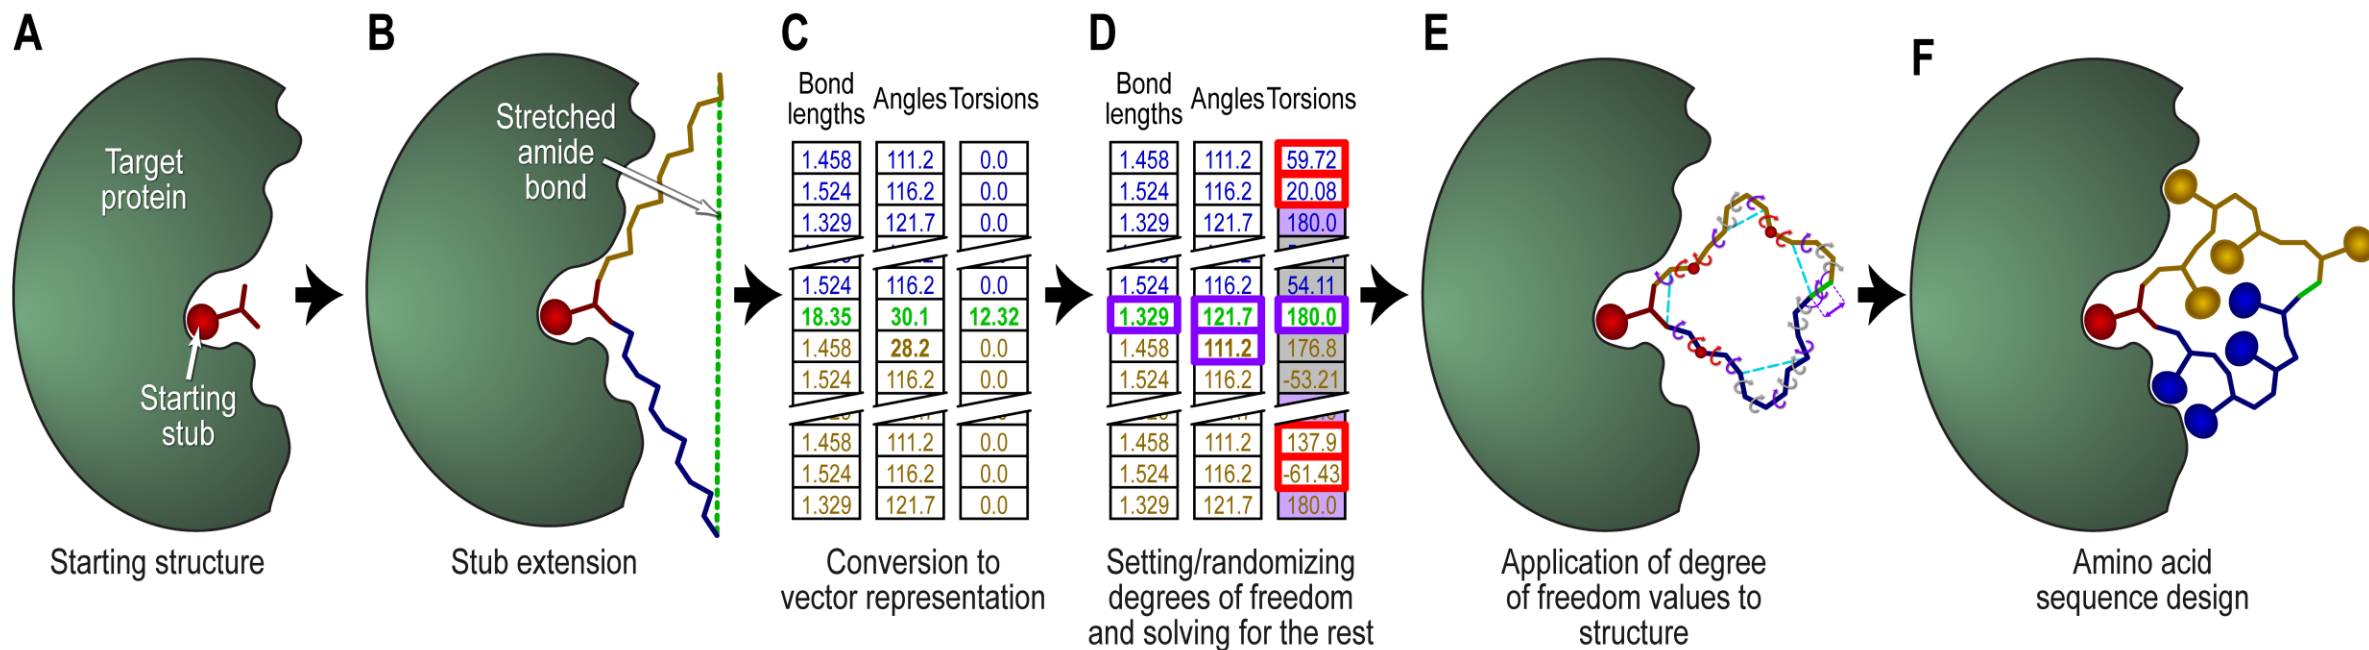 A
Target
protein
Starting
stub
Starting structure
B
Stretched
amide
bond
Stub extension
C
Bond
lengths Angles Torsions
1.458 111.2 0.0
1.524 116.2 0.0
1.329 121.7 0.0
1.524 116.2 0.0
18.35 30.1 12.32
1.458 28.2 0.0
1.524 116.2 0.0
1.458 111.2 0.0
1.524 116.2 0.0
1.329 121.7 0.0
Conversion to
vector representation
D
Bond
lengths Angles Torsions
1.458 111.2 59.72
1.524 116.2 20.08
1.329 121.7 180.0
1.524 116.2 54.11
1.329 121.7 180.0
1.458 111.2 176.8
1.524 116.2 -53.21
1.458 111.2 137.9
1.524 116.2 -61.43
1.329 121.7 180.0
Setting/randomizing
degrees of freedom
and solving for the rest
E
Application of degree
of freedom values to
structure
F
Amino acid
sequence design